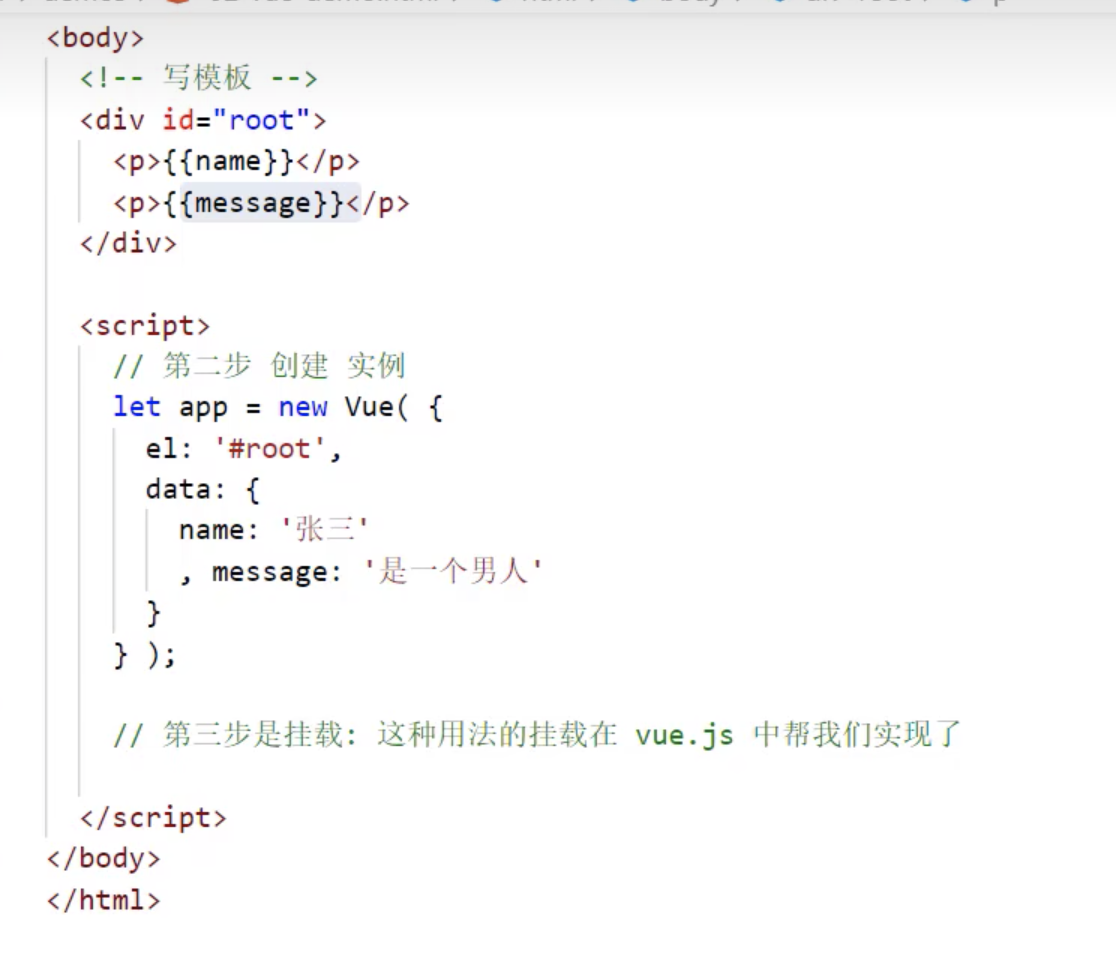 <body>
<!-- 写模板 -->
<div id="root">
<p>{{name}}</p>
<p>{{message}}</p>
</div>
<script>
// 第二步 创建 实例
let app = new Vue( {
el: '#root',
data: {
name: '张三'
, message: '是一个男人'
}
} );
// 第三步是挂载: 这种用法的挂载在 vue.js 中帮我们实现了
</script>
</body>
</html>